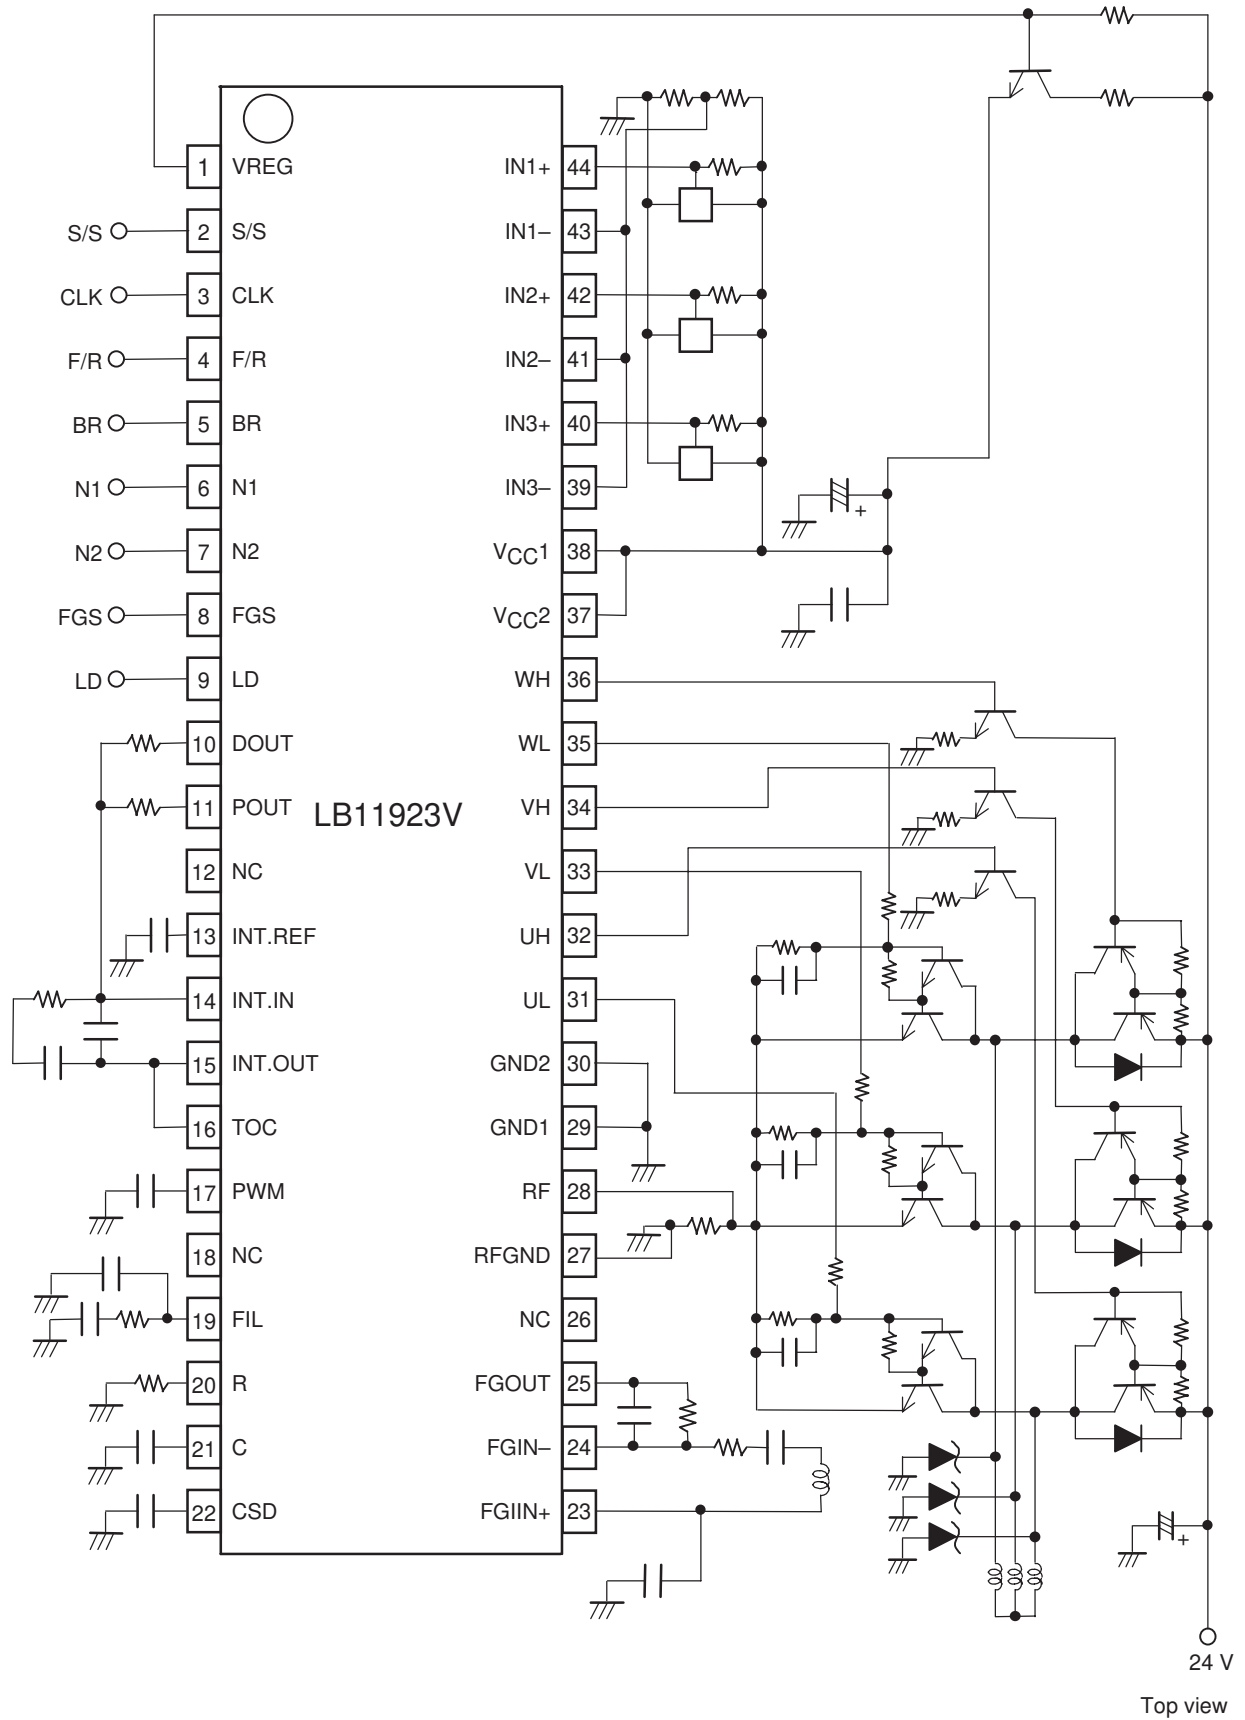 1 VREG
S/S 2 S/S
CLK 3 CLK
F/R 4 F/R
BR 5 BR
N1 6 N1
N2 7 N2
FGS 8 FGS
LD 9 LD
10 DOUT
11 POUT
12 NC
13 INT.REF
14 INT.IN
15 INT.OUT
16 TOC
17 PWM
18 NC
19 FIL
20 R
21 C
22 CSD
LB11923V
IN1+ 44
IN1– 43
IN2+ 42
IN2– 41
IN3+ 40
IN3– 39
VCC1 38
VCC2 37
WH 36
WL 35
VH 34
VL 33
UH 32
UL 31
GND2 30
GND1 29
RF 28
RFGND 27
NC 26
FGOUT 25
FGIN– 24
FGIIN+ 23
+
+
24 V
Top view